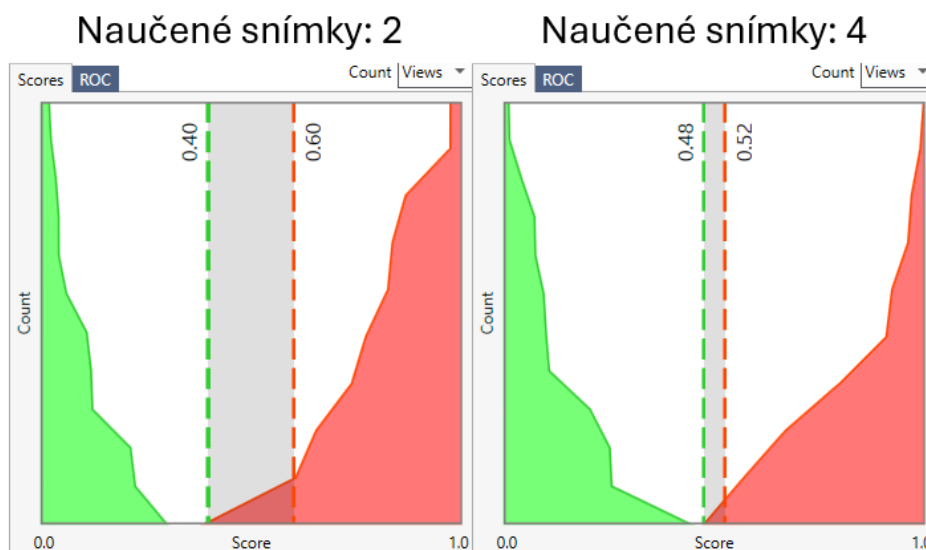 Naučené snímky: 2
Scores ROC Count Views
0.40 0.60
Count
0.0 Score 1.0
Naučené snímky: 4
Scores ROC Count Views
0.48 0.52
Count
0.0 Score 1.0